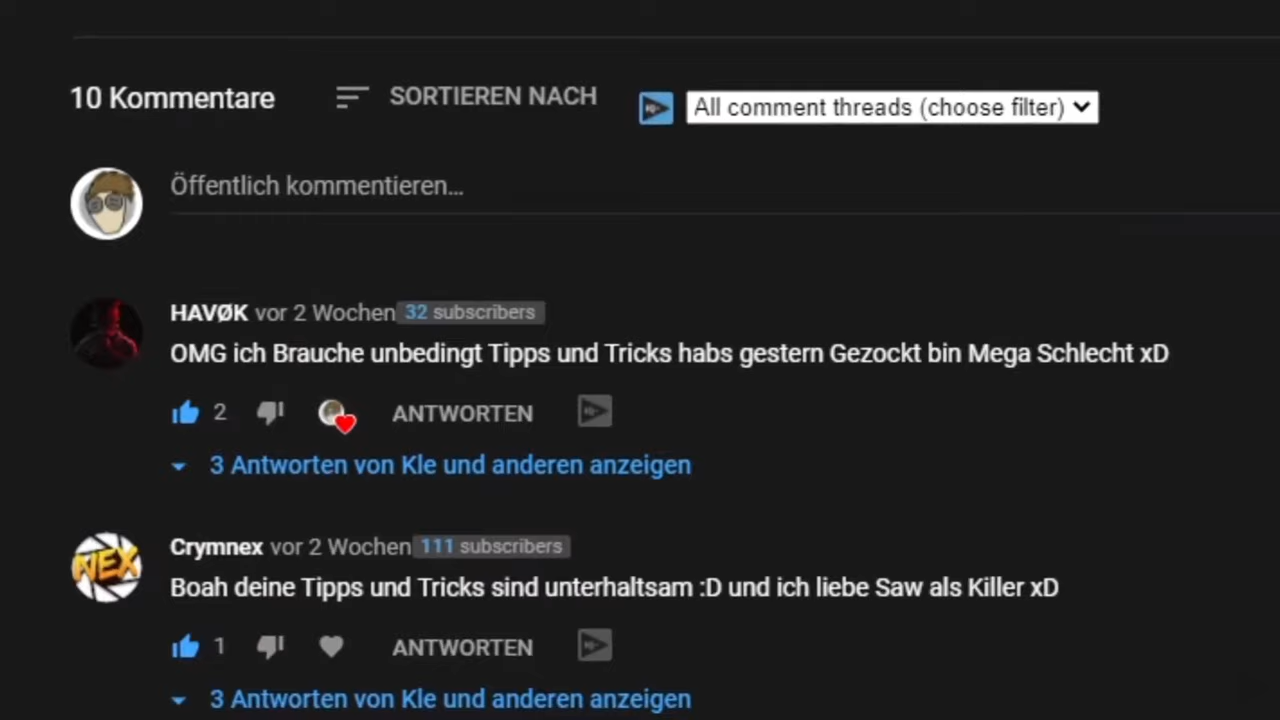 10 Kommentare SORTIEREN NACH All comment threads (choose filter)
Öffentlich kommentieren...
HAVØK vor 2 Wochen 32 subscribers
OMG ich Brauche unbedingt Tipps und Tricks habs gestern Gezockt bin Mega Schlecht xD
2 ANTWORTEN
3 Antworten von Kle und anderen anzeigen
NEX
Crymnex vor 2 Wochen 111 subscribers
Boah deine Tipps und Tricks sind unterhaltsam :D und ich liebe Saw als Killer xD
1 ANTWORTEN
3 Antworten von Kle und anderen anzeigen